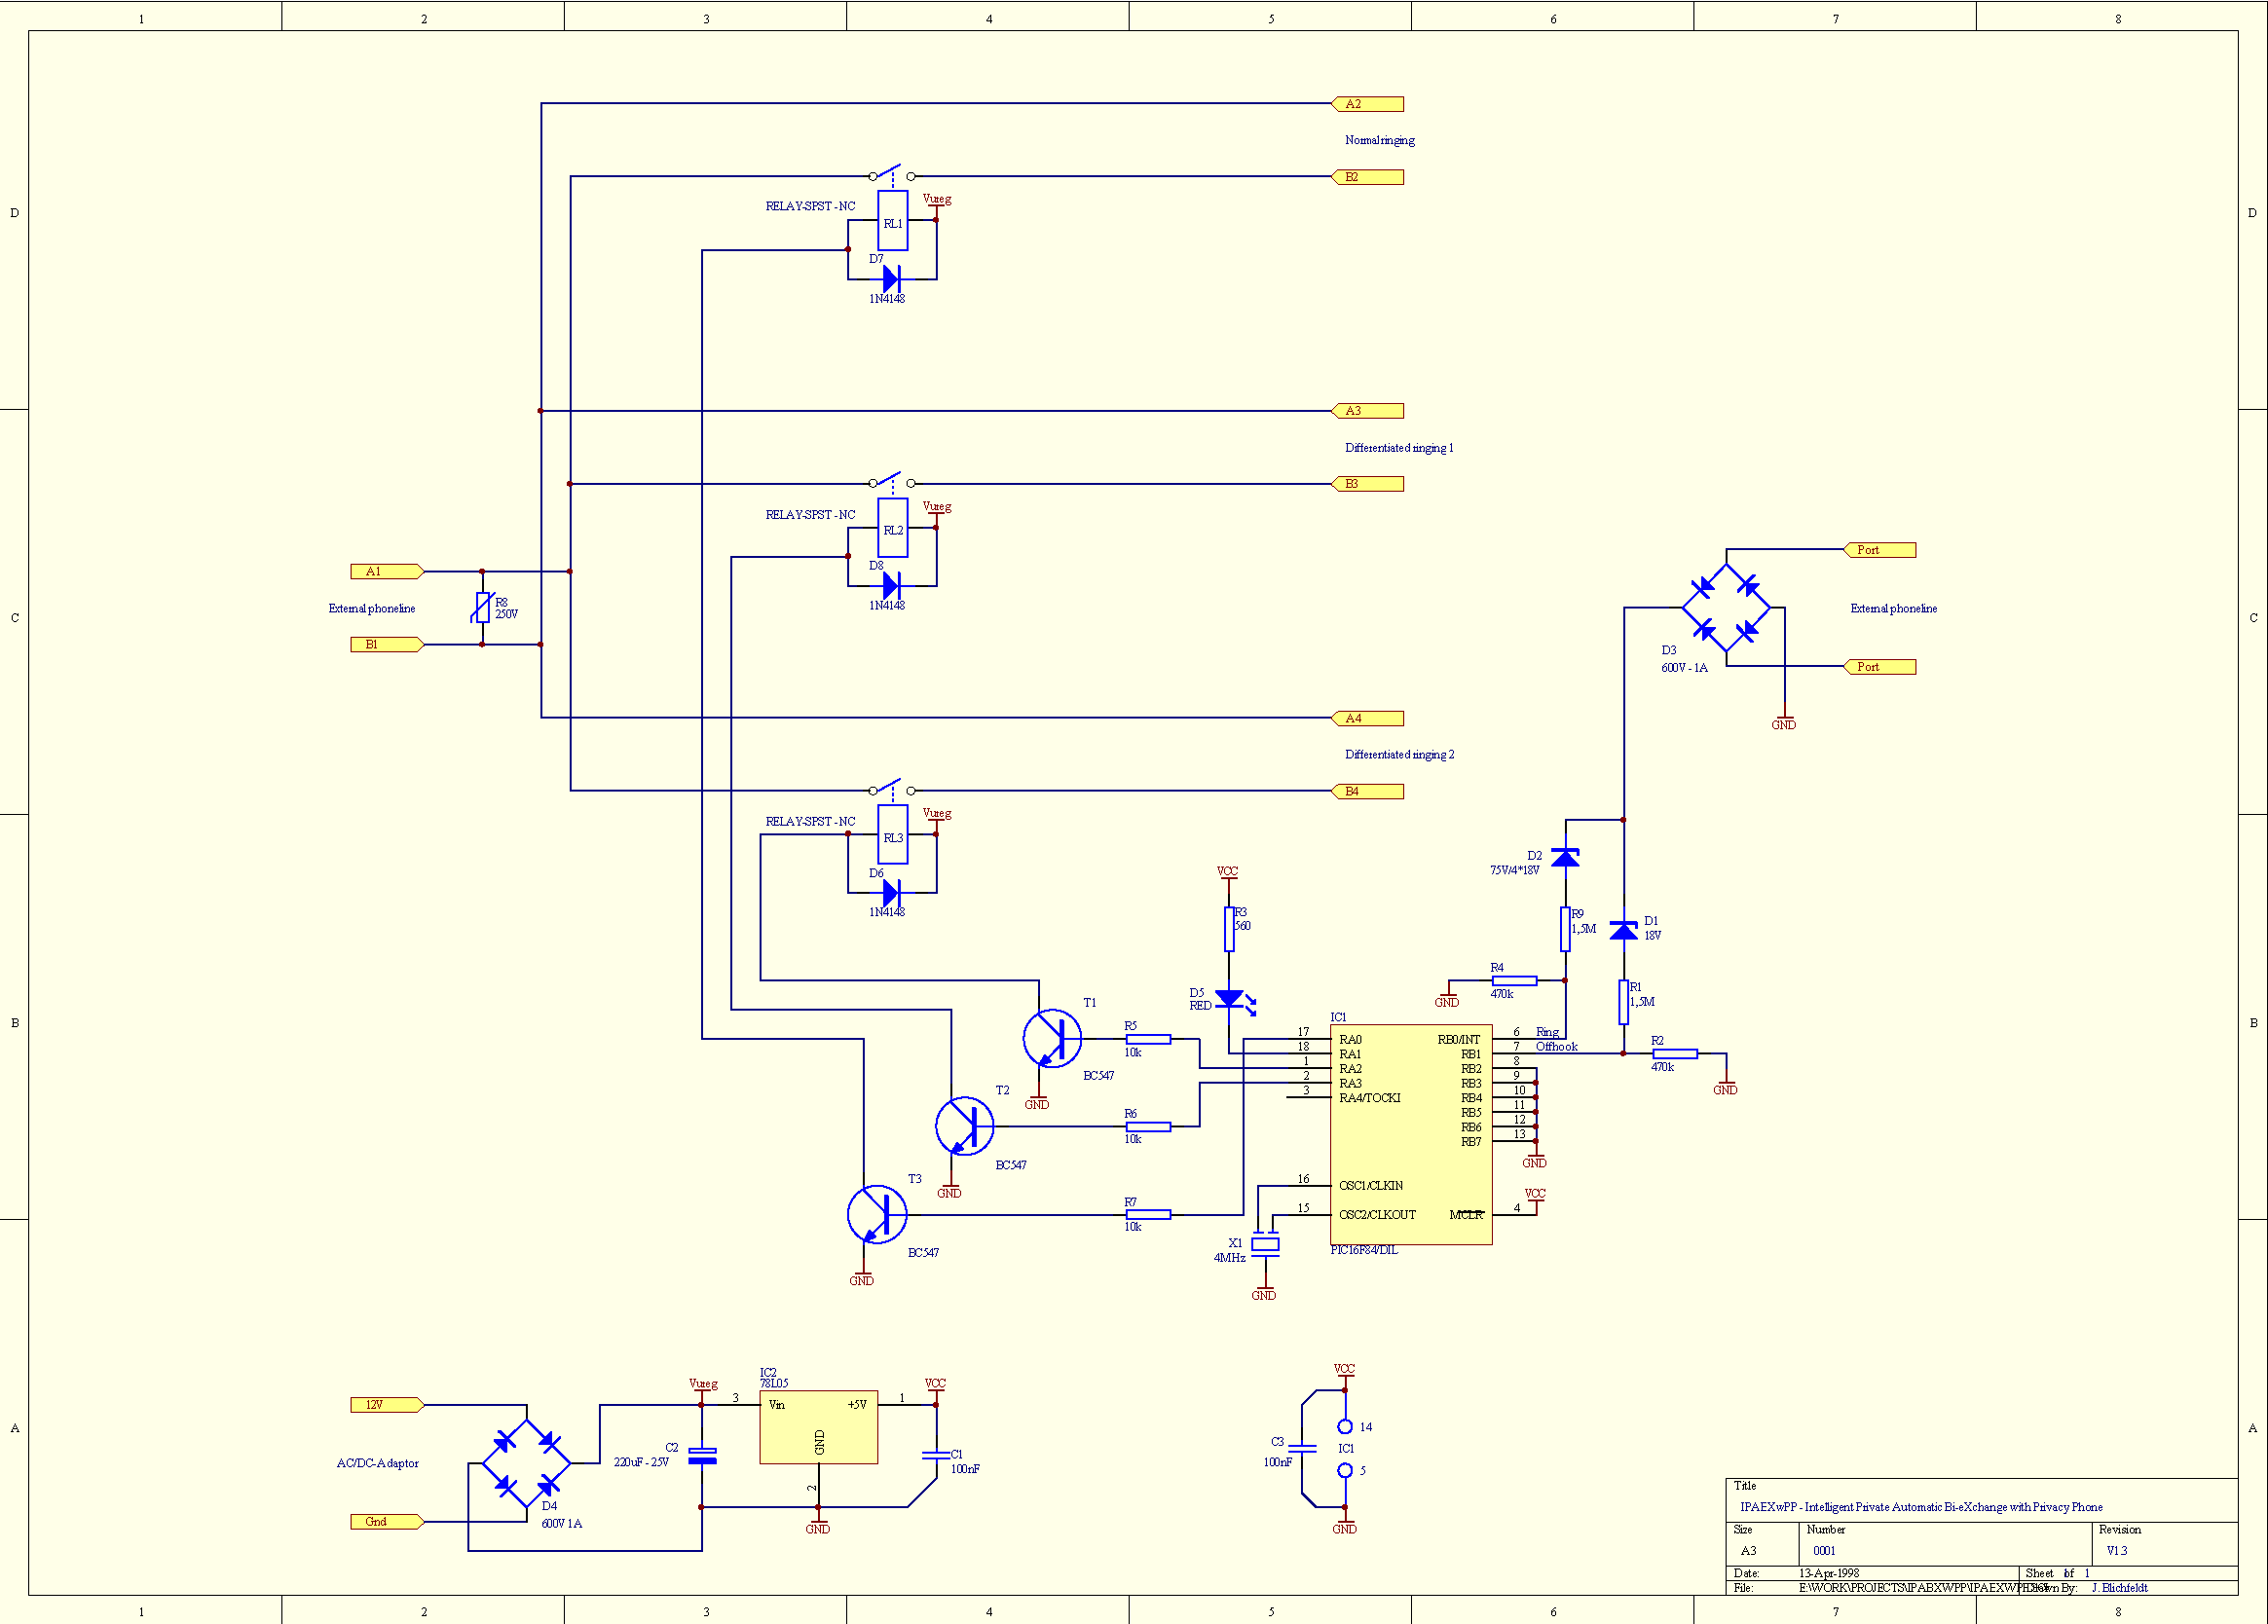 1 2 3 4 5 6 7 8
A2
Normal ringing
B2
RELAY-SPST - NC
Vureg
RL1
D7
1N4148
D D
A3
Differentiated ringing 1
B3
RELAY-SPST - NC
Vureg
RL2
D8
1N4148
A1
External phoneline
R8
250V
B1
C C
Port
External phoneline
Port
D3
600V - 1A
GND
A4
Differentiated ringing 2
B4
RELAY-SPST - NC
Vureg
RL3
D6
1N4148
VCC
R3
560
D5
RED
D2
75V/4*18V
R9
1,5M
D1
18V
R4
470k
GND
R1
1,5M
R2
470k
GND
B B
T1
BC547
GND
R5
10k
T2
BC547
GND
R6
10k
T3
BC547
GND
R7
10k
IC1
17 RA0
18 RA1
1 RA2
2 RA3
3 RA4/TOCKI
16 OSC1/CLKIN
15 OSC2/CLKOUT
RB0/INT 6 Ring
RB1 7 Offhook
RB2 8
RB3 9
RB4 10
RB5 11
RB6 12
RB7 13
GND
VCC
MCLR 4
PIC16F84/DIL
X1
4MHz
GND
A A
12V
AC/DC-Adaptor
Gnd
D4
600V 1A
Vureg
C2
220uF - 25V
IC2
78L05
3 Vin
+5V 1
GND
2
GND
VCC
C1
100nF
VCC
14
C3
100nF
IC1
5
GND
Title
IPAEXwPP - Intelligent Private Automatic Bi-eXchange with Privacy Phone
Size Number Revision
A3 0001 V1.3
Date: 13-Apr-1998 Sheet of 1
File: E:\WORK\PROJECTS\IPABXWPP\ By: J. Blichfeldt
1 2 3 4 5 6 7 8